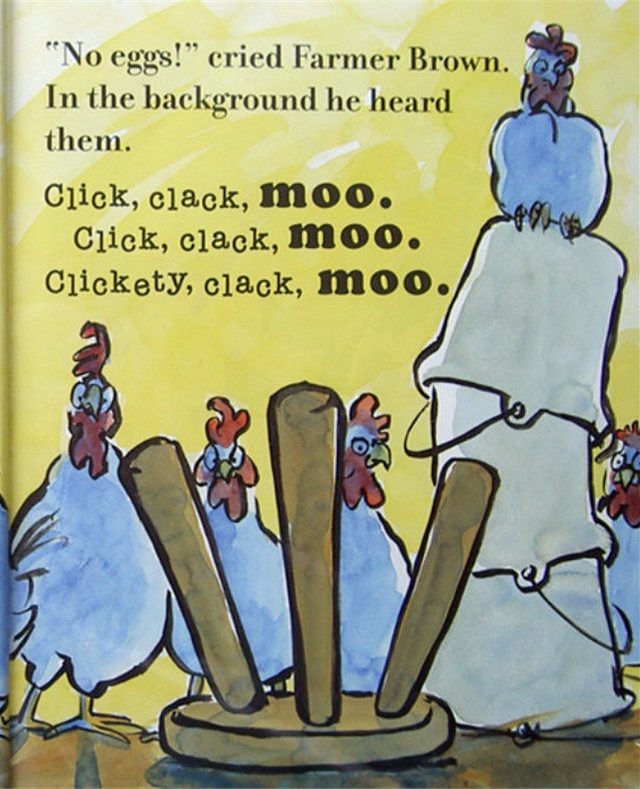 “No eggs!” cried Farmer Brown.
In the background he heard
them.
Click, clack, moo.
Click, clack, moo.
Clickety, clack, moo.